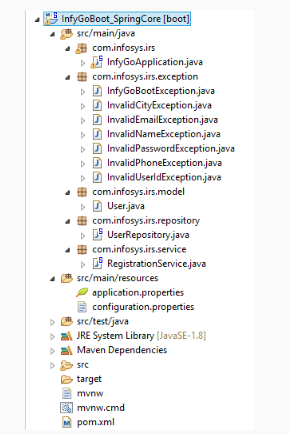 InfyGoBoot_SpringCore [boot]
src/main/java
com.infosys.irs
InfyGoApplication.java
com.infosys.irs.exception
InfyGoBootException.java
InvalidCityException.java
InvalidEmailException.java
InvalidNameException.java
InvalidPasswordException.java
InvalidPhoneException.java
InvalidUserIdException.java
com.infosys.irs.model
User.java
com.infosys.irs.repository
UserRepository.java
com.infosys.irs.service
RegistrationService.java
src/main/resources
application.properties
configuration.properties
src/test/java
JRE System Library [JavaSE-1.8]
Maven Dependencies
src
target
mvnw
mvnw.cmd
pom.xml